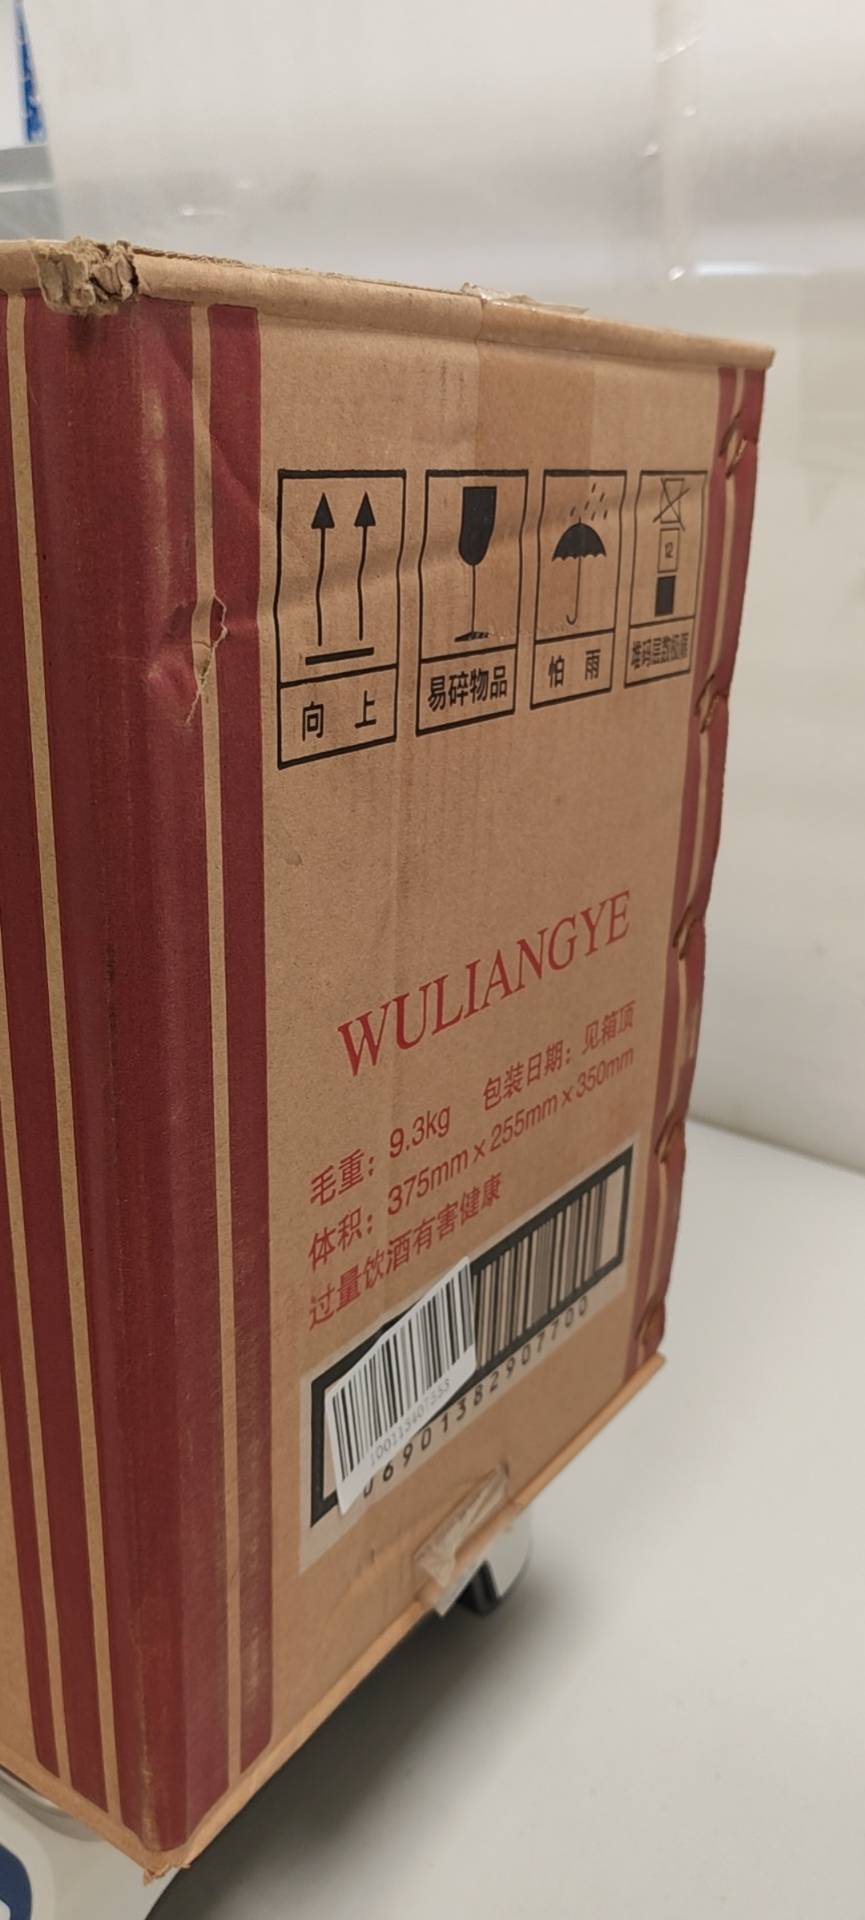 向 上
易碎物品
怕 雨
12
堆码层数极限
WULIANGYE
毛重：9.3kg 包装日期：见箱顶
体积：375mm×255mm×350mm
过量饮酒有害健康
06901382907700